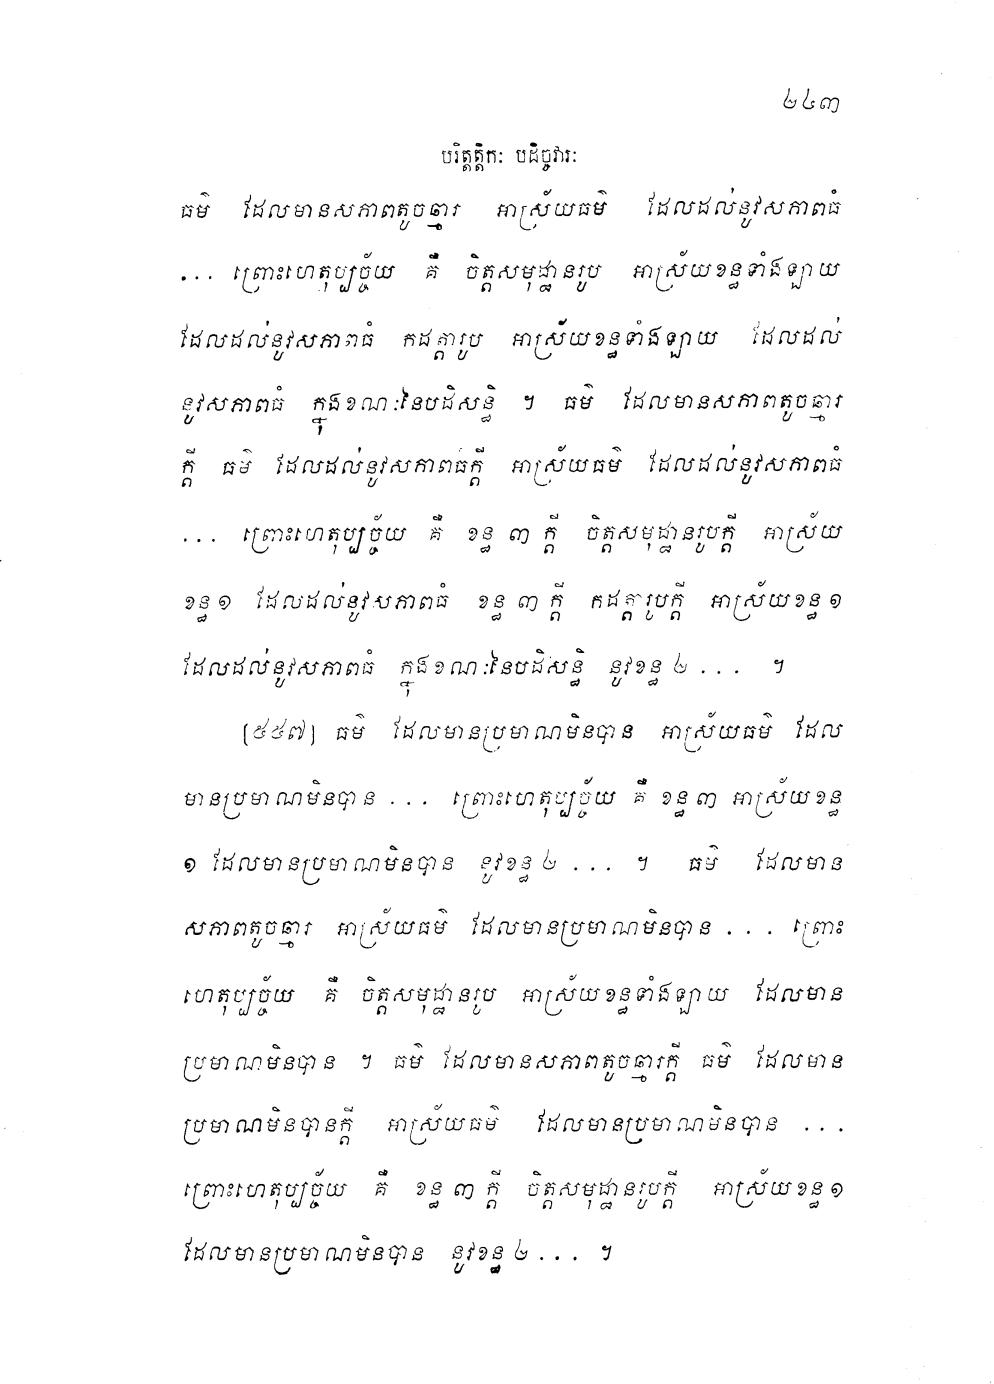 ២៤៣
បរិត្តត្តិកៈ បដិច្ចវារៈ
ធម៌ ដែលមានសភាពតូចឆ្មារ អាស្រ័យធម៌ ដែលដល់នូវសភាពធំ
... ព្រោះហេតុប្បច្ច័យ គឺ ចិត្តសមុដ្ឋានរូប អាស្រ័យខន្ធទាំងឡាយ
ដែលដល់នូវសភាពធំ កដត្តារូប អាស្រ័យខន្ធទាំងឡាយ ដែលដល់
នូវសភាពធំ ក្នុងខណៈនៃបដិសន្ធិ ។ ធម៌ ដែលមានសភាពតូចឆ្មារ
ក្តី ធម៌ ដែលដល់នូវសភាពធំក្តី អាស្រ័យធម៌ ដែលដល់នូវសភាពធំ
... ព្រោះហេតុប្បច្ច័យ គឺ ខន្ធ ៣ ក្តី ចិត្តសមុដ្ឋានរូបក្តី អាស្រ័យ
ខន្ធ១ ដែលដល់នូវសភាពធំ ខន្ធ ៣ ក្តី កដត្តារូបក្តី អាស្រ័យខន្ធ ១
ដែលដល់នូវសភាពធំ ក្នុងខណៈនៃបដិសន្ធិ នូវខន្ធ ២ ... ។
[៥៥៧] ធម៌ ដែលមានប្រមាណមិនបាន អាស្រ័យធម៌ ដែល
មានប្រមាណមិនបាន ... ព្រោះហេតុប្បច្ច័យ គឺ ខន្ធ ៣ អាស្រ័យខន្ធ
១ ដែលមានប្រមាណមិនបាន នូវខន្ធ ២ ... ។ ធម៌ ដែលមាន
សភាពតូចឆ្មារ អាស្រ័យធម៌ ដែលមានប្រមាណមិនបាន ... ព្រោះ
ហេតុប្បច្ច័យ គឺ ចិត្តសមុដ្ឋានរូប អាស្រ័យខន្ធទាំងឡាយ ដែលមាន
ប្រមាណមិនបាន ។ ធម៌ ដែលមានសភាពតូចឆ្មារក្តី ធម៌ ដែលមាន
ប្រមាណមិនបានក្តី អាស្រ័យធម៌ ដែលមានប្រមាណមិនបាន ...
ព្រោះហេតុប្បច្ច័យ គឺ ខន្ធ ៣ ក្តី ចិត្តសមុដ្ឋានរូបក្តី អាស្រ័យខន្ធ ១
ដែលមានប្រមាណមិនបាន នូវខន្ធ ២ ... ។